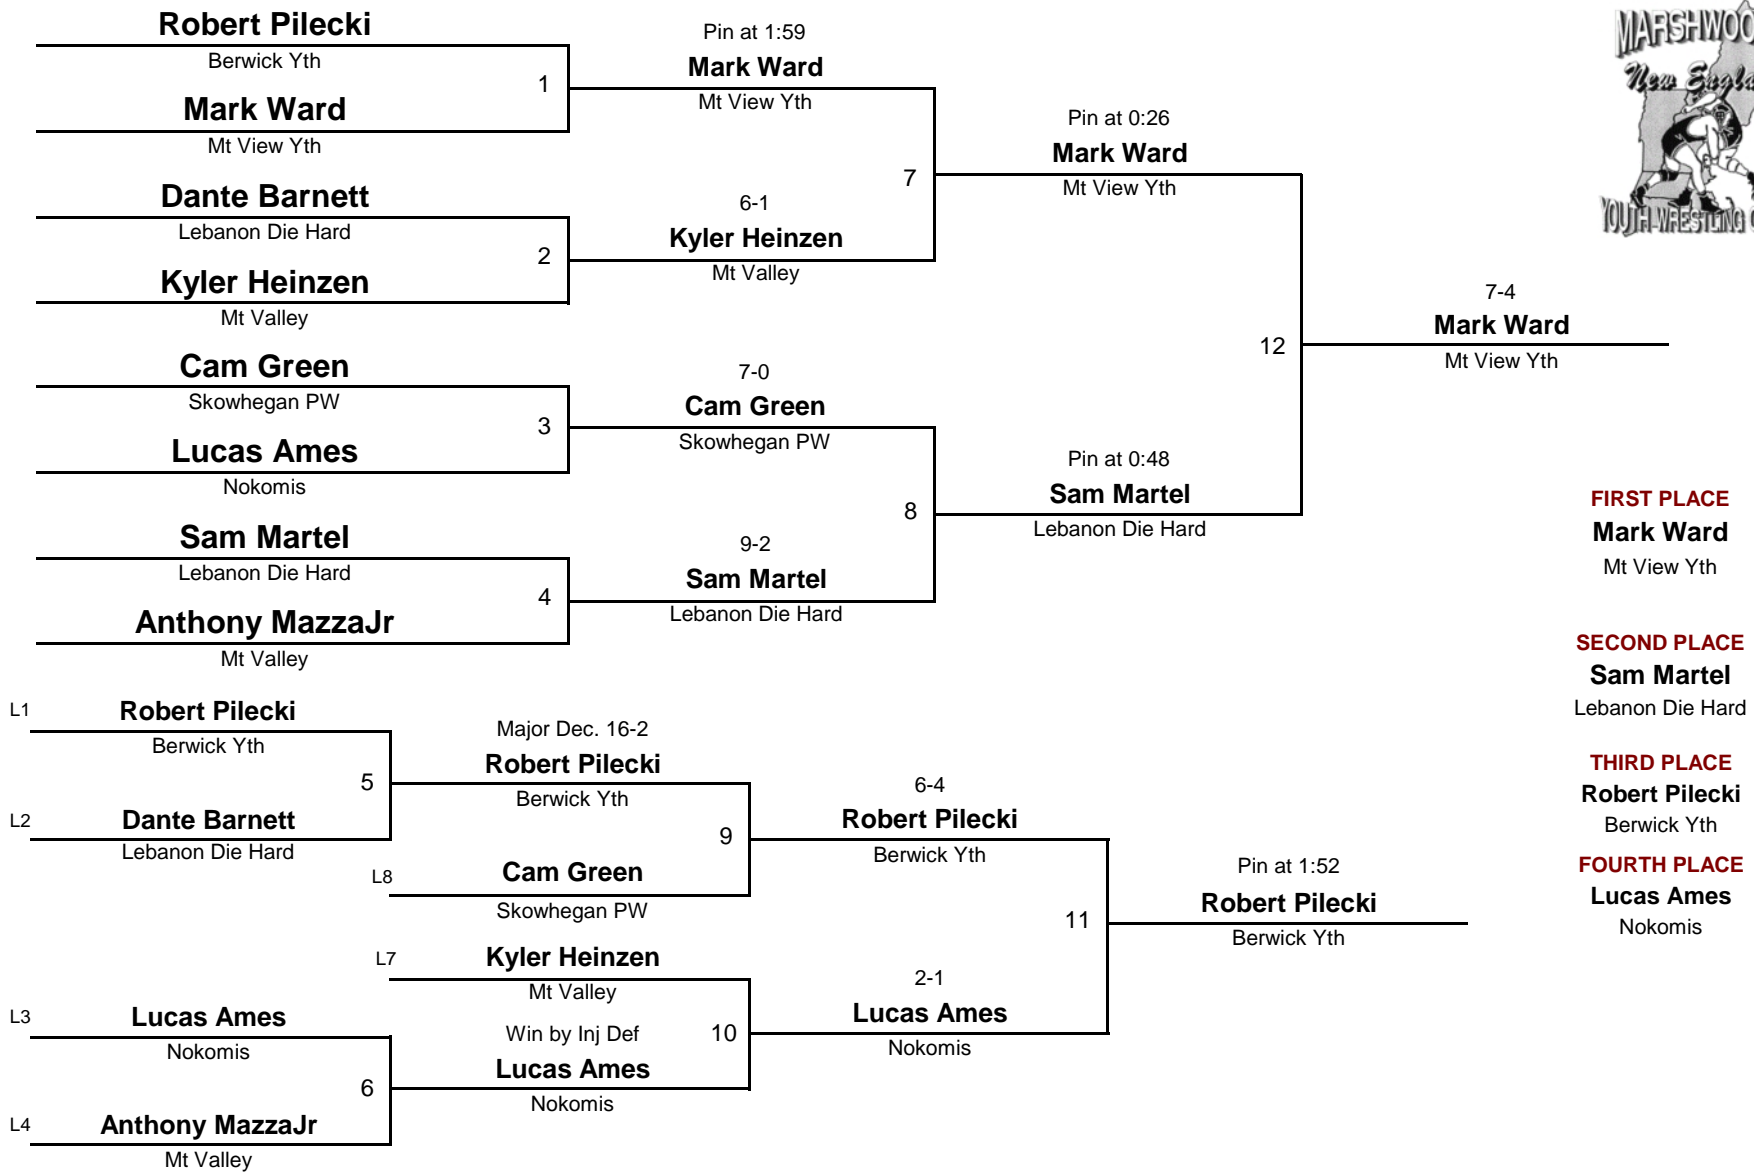 Robert Pilecki
Berwick Yth
1
Mark Ward
Mt View Yth
Dante Barnett
Lebanon Die Hard
2
Kyler Heinzen
Mt Valley
Cam Green
Skowhegan PW
3
Lucas Ames
Nokomis
Sam Martel
Lebanon Die Hard
4
Anthony MazzaJr
Mt Valley
Pin at 1:59
Mark Ward
Mt View Yth
7
6-1
Kyler Heinzen
Mt Valley
7-0
Cam Green
Skowhegan PW
8
9-2
Sam Martel
Lebanon Die Hard
Pin at 0:26
Mark Ward
Mt View Yth
12
Pin at 0:48
Sam Martel
Lebanon Die Hard
7-4
Mark Ward
Mt View Yth
L1
Robert Pilecki
Berwick Yth
5
L2
Dante Barnett
Lebanon Die Hard
Major Dec. 16-2
Robert Pilecki
Berwick Yth
9
L8
Cam Green
Skowhegan PW
L7
Kyler Heinzen
Mt Valley
10
L3
Lucas Ames
Nokomis
6
L4
Anthony MazzaJr
Mt Valley
Win by Inj Def
Lucas Ames
Nokomis
6-4
Robert Pilecki
Berwick Yth
11
2-1
Lucas Ames
Nokomis
Pin at 1:52
Robert Pilecki
Berwick Yth
New
YOUTH WRESTLING
FIRST PLACE
Mark Ward
Mt View Yth
SECOND PLACE
Sam Martel
Lebanon Die Hard
THIRD PLACE
Robert Pilecki
Berwick Yth
FOURTH PLACE
Lucas Ames
Nokomis